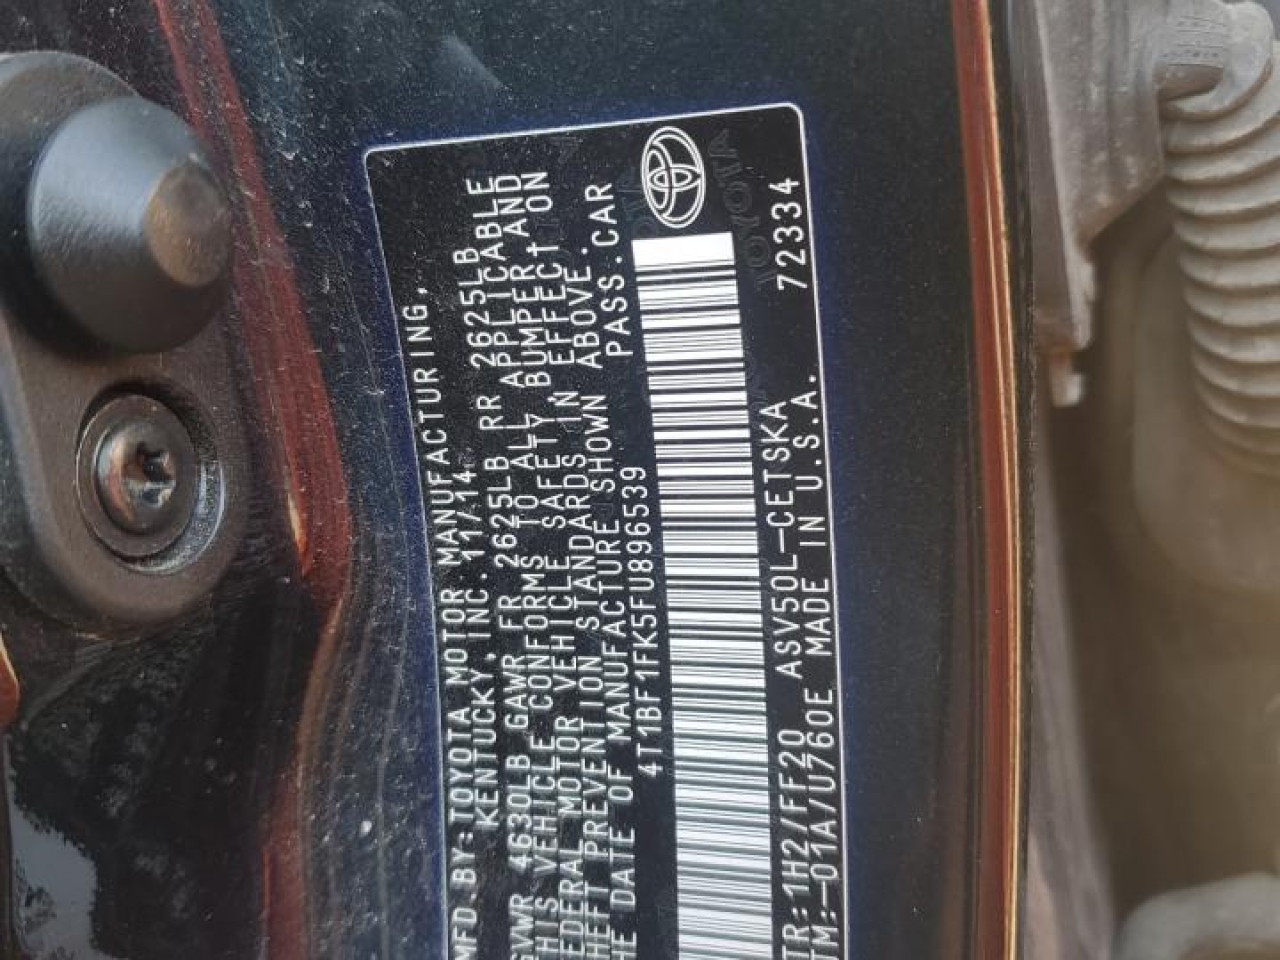 MFD.BY:TOYOTA MOTOR MANUFACTURING,
KENTUCKY, INC. 11/14
GVWR 4630LB GAWR FR 2625LB RR 2625LB
THIS VEHICLE CONFORMS TO ALL APPLICABLE
FEDERAL MOTOR VEHICLE SAFETY, BUMPER, AND
THEFT PREVENTION STANDARDS IN EFFECT ON
THE DATE OF MANUFACTURE SHOWN ABOVE.
4T1BF1FK5FU896539 PASS.CAR
TR:1H2/FF20 ASV50L-CETSKA 72334
TM:-01A/U760E MADE IN U.S.A.
TOYOTA